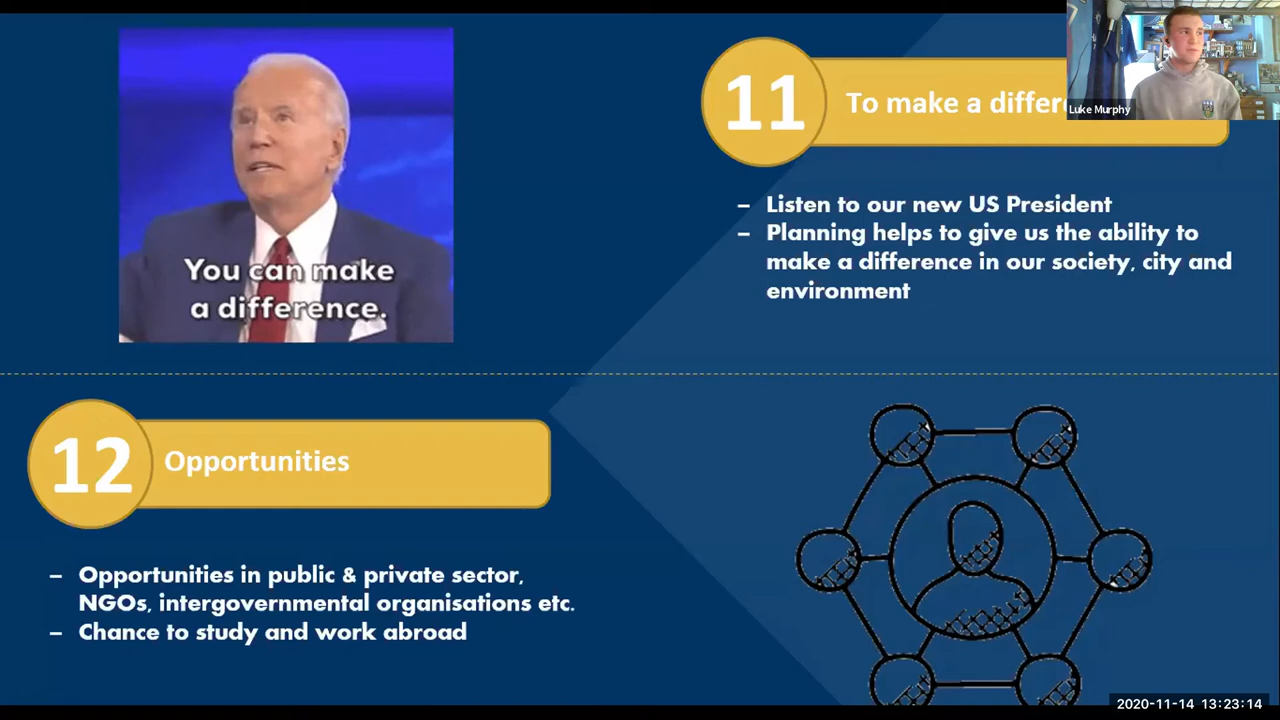 You can make
a difference.
11
To make a differ
Luke Murphy
– Listen to our new US President
– Planning helps to give us the ability to
make a difference in our society, city and
environment
12
Opportunities
– Opportunities in public & private sector,
NGOs, intergovernmental organisations etc.
– Chance to study and work abroad
2020-11-14 13:23:14